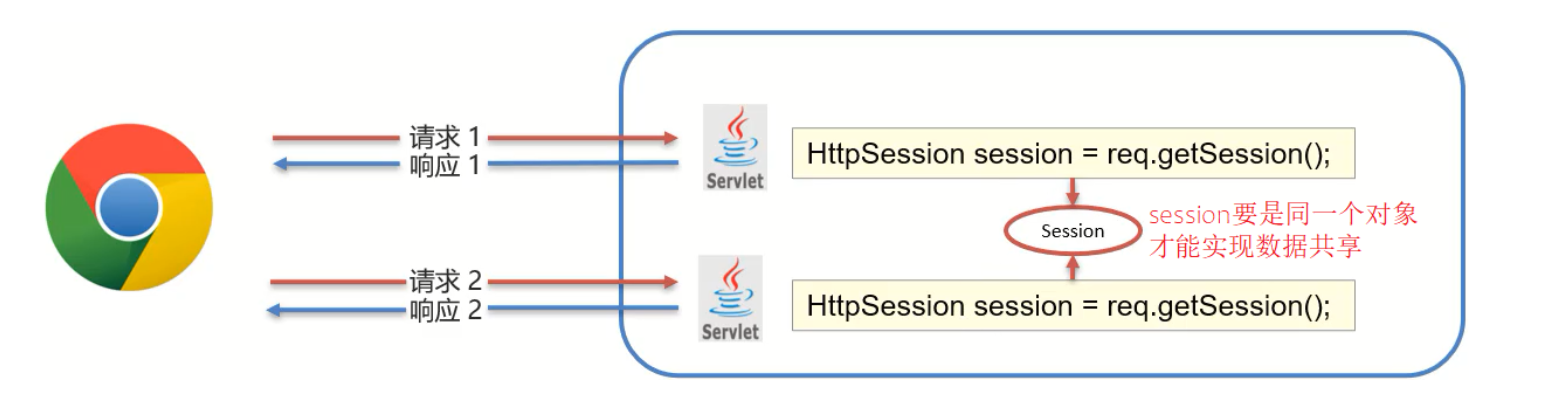 请求 1
响应 1
Servlet
HttpSession session = req.getSession();
Session
session要是同一个对象
才能实现数据共享
请求 2
响应 2
Servlet
HttpSession session = req.getSession();